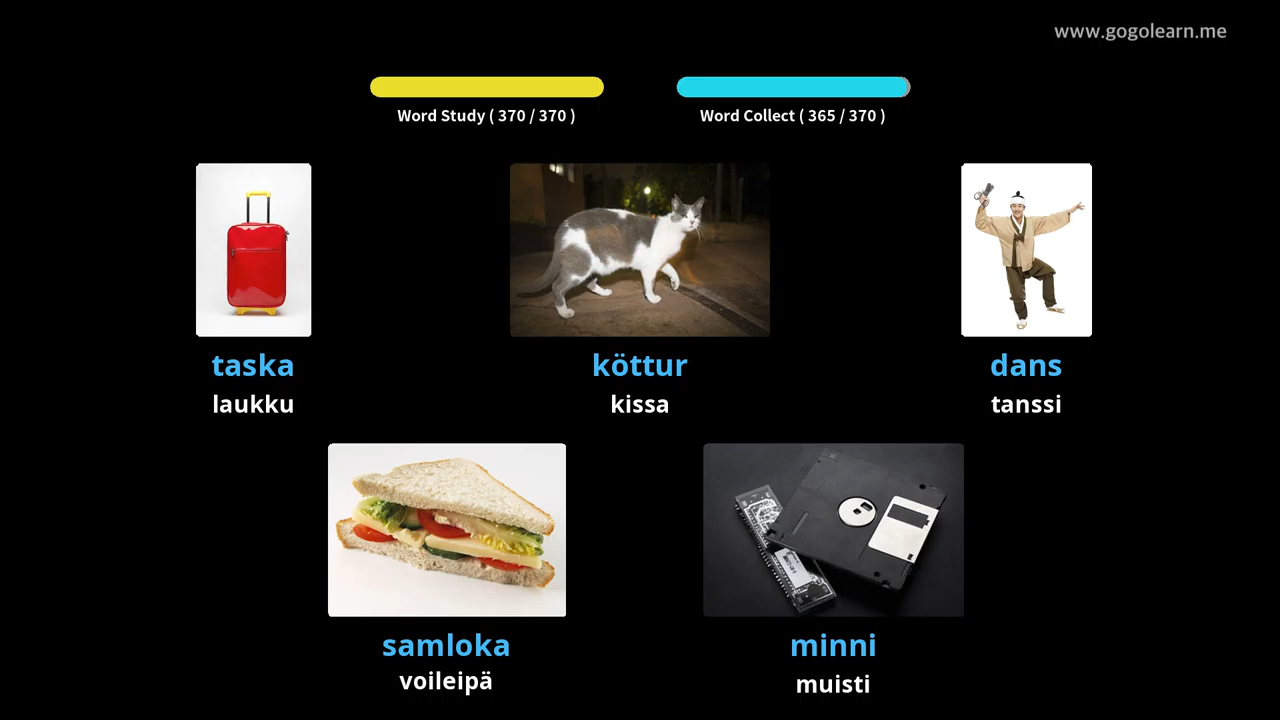 www.gogolearn.me
Word Study ( 370 / 370 )
Word Collect ( 365 / 370 )
taska
köttur
dans
laukku
kissa
tanssi
samloka
minni
voileipä
muisti